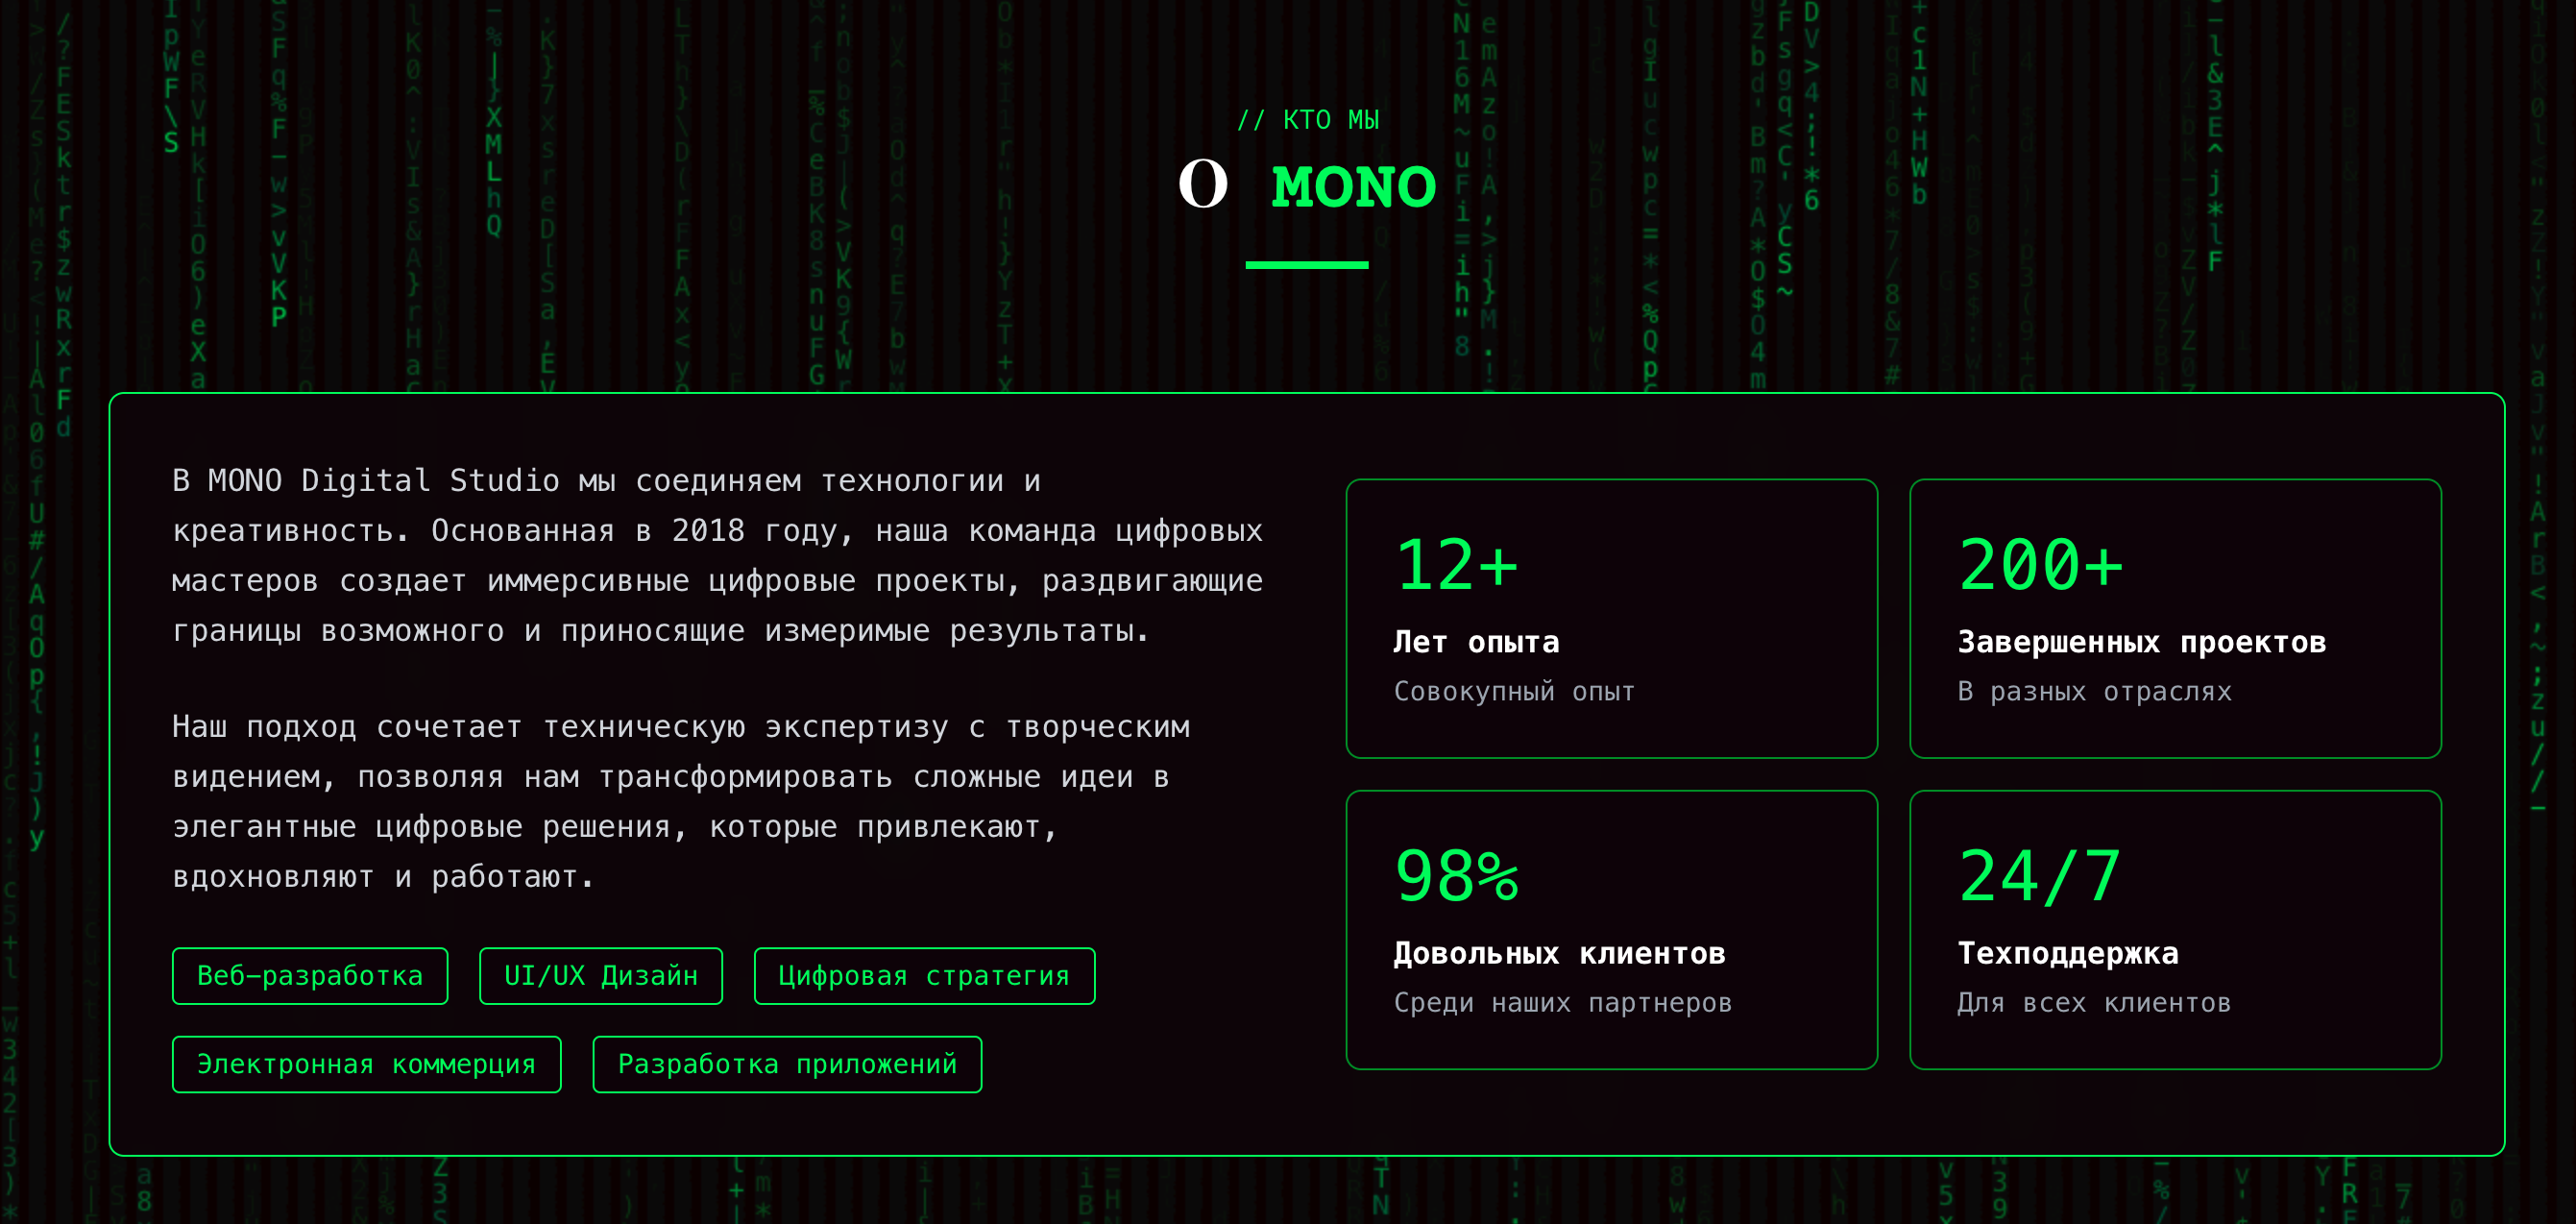 // КТО МЫ
О MONO
В MONO Digital Studio мы соединяем технологии и
креативность. Основанная в 2018 году, наша команда цифровых
мастеров создает иммерсивные цифровые проекты, раздвигающие
границы возможного и приносящие измеримые результаты.
Наш подход сочетает техническую экспертизу с творческим
видением, позволяя нам трансформировать сложные идеи в
элегантные цифровые решения, которые привлекают,
вдохновляют и работают.
Веб-разработка
UI/UX Дизайн
Цифровая стратегия
Электронная коммерция
Разработка приложений
12+
Лет опыта
Совокупный опыт
200+
Завершенных проектов
В разных отраслях
98%
Довольных клиентов
Среди наших партнеров
24/7
Техподдержка
Для всех клиентов